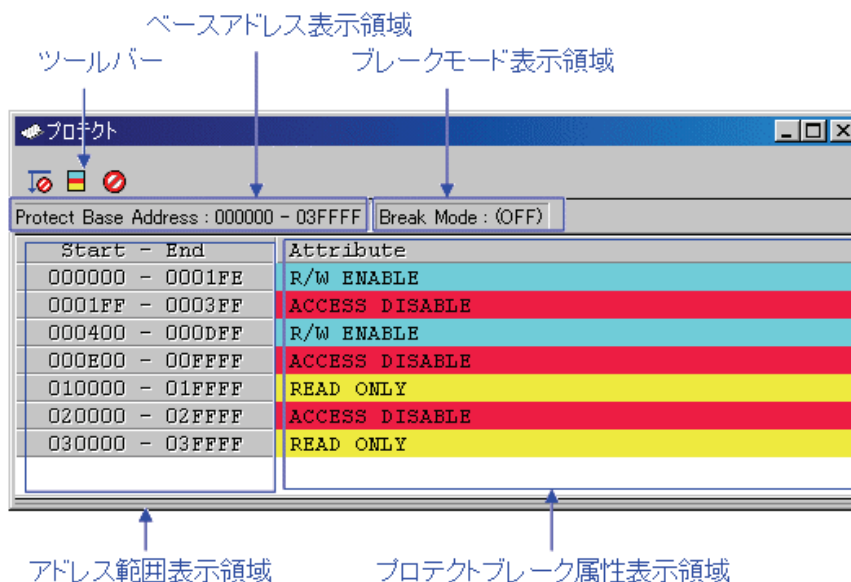 ベースアドレス表示領域
ツールバー
ブレークモード表示領域
プロテクト
Protect Base Address : 000000 - 03FFFF
Break Mode : (OFF)
Start - End Attribute
000000 - 0001FE R/W ENABLE
0001FF - 0003FF ACCESS DISABLE
000400 - 000DFF R/W ENABLE
000E00 - 00FFFF ACCESS DISABLE
010000 - 01FFFF READ ONLY
020000 - 02FFFF ACCESS DISABLE
030000 - 03FFFF READ ONLY
アドレス範囲表示領域
プロテクトブレーク属性表示領域